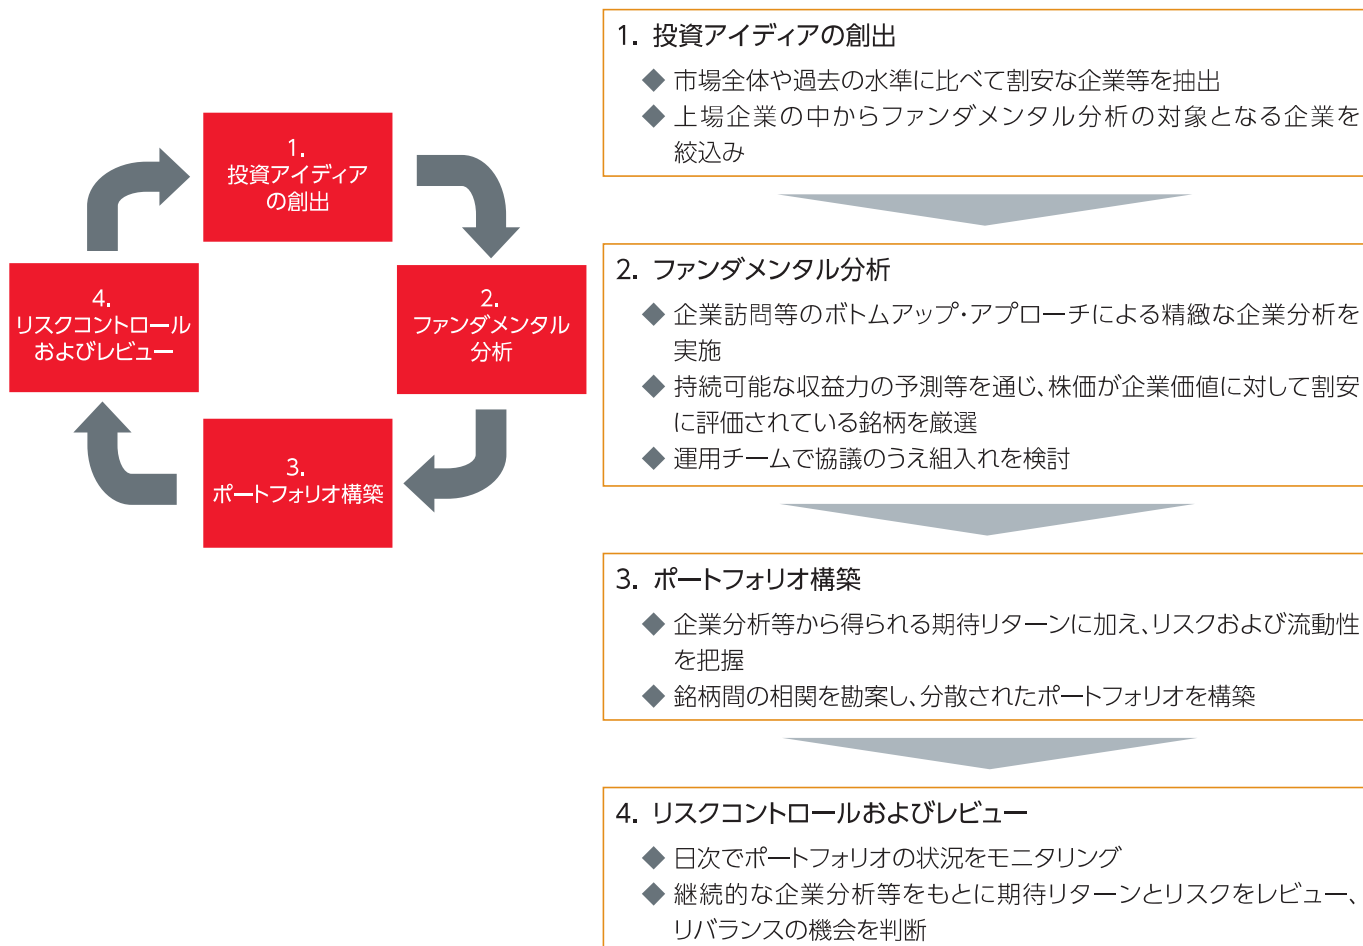 1.
投資アイディア
の創出
2.
ファンダメンタル
分析
3.
ポートフォリオ構築
4.
リスクコントロール
およびレビュー
1. 投資アイディアの創出
◆ 市場全体や過去の水準に比べて割安な企業等を抽出
◆ 上場企業の中からファンダメンタル分析の対象となる企業を
絞込み
2. ファンダメンタル分析
◆ 企業訪問等のボトムアップ・アプローチによる精緻な企業分析を
実施
◆ 持続可能な収益力の予測等を通じ、株価が企業価値に対して割安
に評価されている銘柄を厳選
◆ 運用チームで協議のうえ組入れを検討
3. ポートフォリオ構築
◆ 企業分析等から得られる期待リターンに加え、リスクおよび流動性
を把握
◆ 銘柄間の相関を勘案し、分散されたポートフォリオを構築
4. リスクコントロールおよびレビュー
◆ 日次でポートフォリオの状況をモニタリング
◆ 継続的な企業分析等をもとに期待リターンとリスクをレビュー、
リバランスの機会を判断